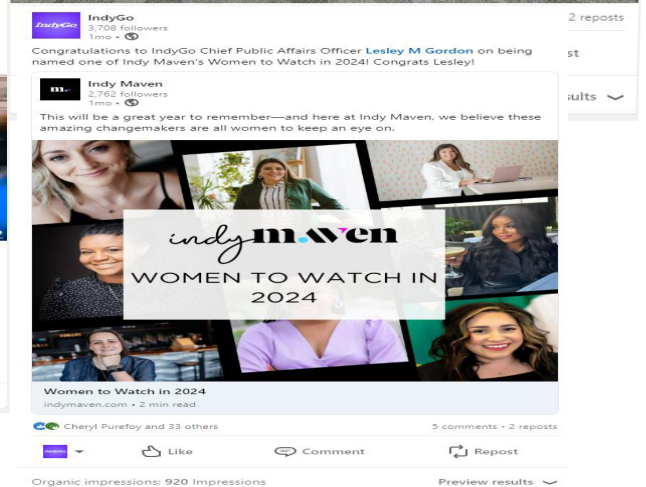 IndyGo
IndyGo
3,708 followers
1mo •
2 reposts
Congratulations to IndyGo Chief Public Affairs Officer Lesley M Gordon on being
named one of Indy Maven's Women to Watch in 2024! Congrats Lesley!
st
sults
m.
Indy Maven
2,762 followers
1mo •
This will be a great year to remember—and here at Indy Maven, we believe these
amazing changemakers are all women to keep an eye on.
indy maven
WOMEN TO WATCH IN
2024
Women to Watch in 2024
indymaven.com • 2 min read
Cheryl Purefoy and 33 others
5 comments • 2 reposts
IndyGo
Like
Comment
Repost
Organic impressions: 920 Impressions
Preview results